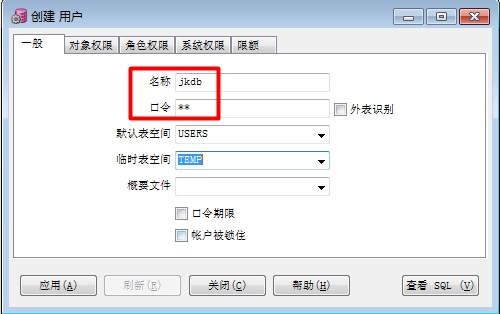 创建 用户
一般 对象权限 角色权限 系统权限 限额
名称 jkdb
口令 ** 外表识别
默认表空间 USERS
临时表空间 TEMP
概要文件
口令期限
帐户被锁住
应用(A) 刷新(R) 关闭(C) 帮助(H) 查看 SQL (V)